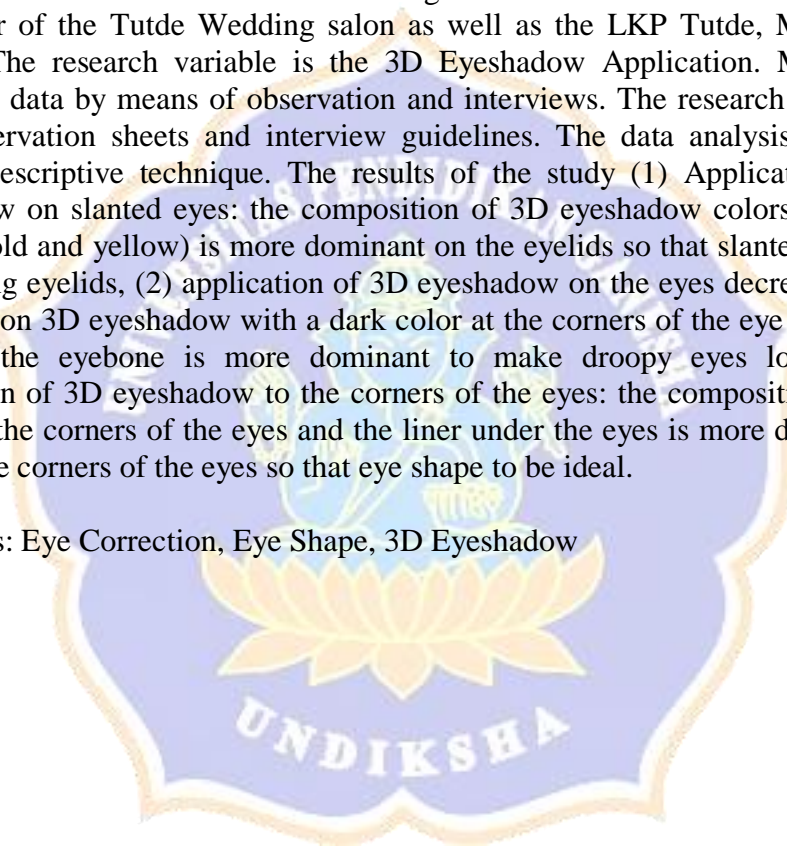 r of the Tutde Wedding salon as well as the LKP Tutde, M
The research variable is the 3D Eyeshadow Application. M
data by means of observation and interviews. The research
ervation sheets and interview guidelines. The data analysis
escriptive technique. The results of the study (1) Applicat
w on slanted eyes: the composition of 3D eyeshadow colors
old and yellow) is more dominant on the eyelids so that slante
g eyelids, (2) application of 3D eyeshadow on the eyes decre
on 3D eyeshadow with a dark color at the corners of the eye
the eyebone is more dominant to make droopy eyes lo
n of 3D eyeshadow to the corners of the eyes: the compositi
the corners of the eyes and the liner under the eyes is more d
e corners of the eyes so that eye shape to be ideal.
s: Eye Correction, Eye Shape, 3D Eyeshadow
UNIVERSITAS PENDIDIKAN GANESHA
UNDIKSHA